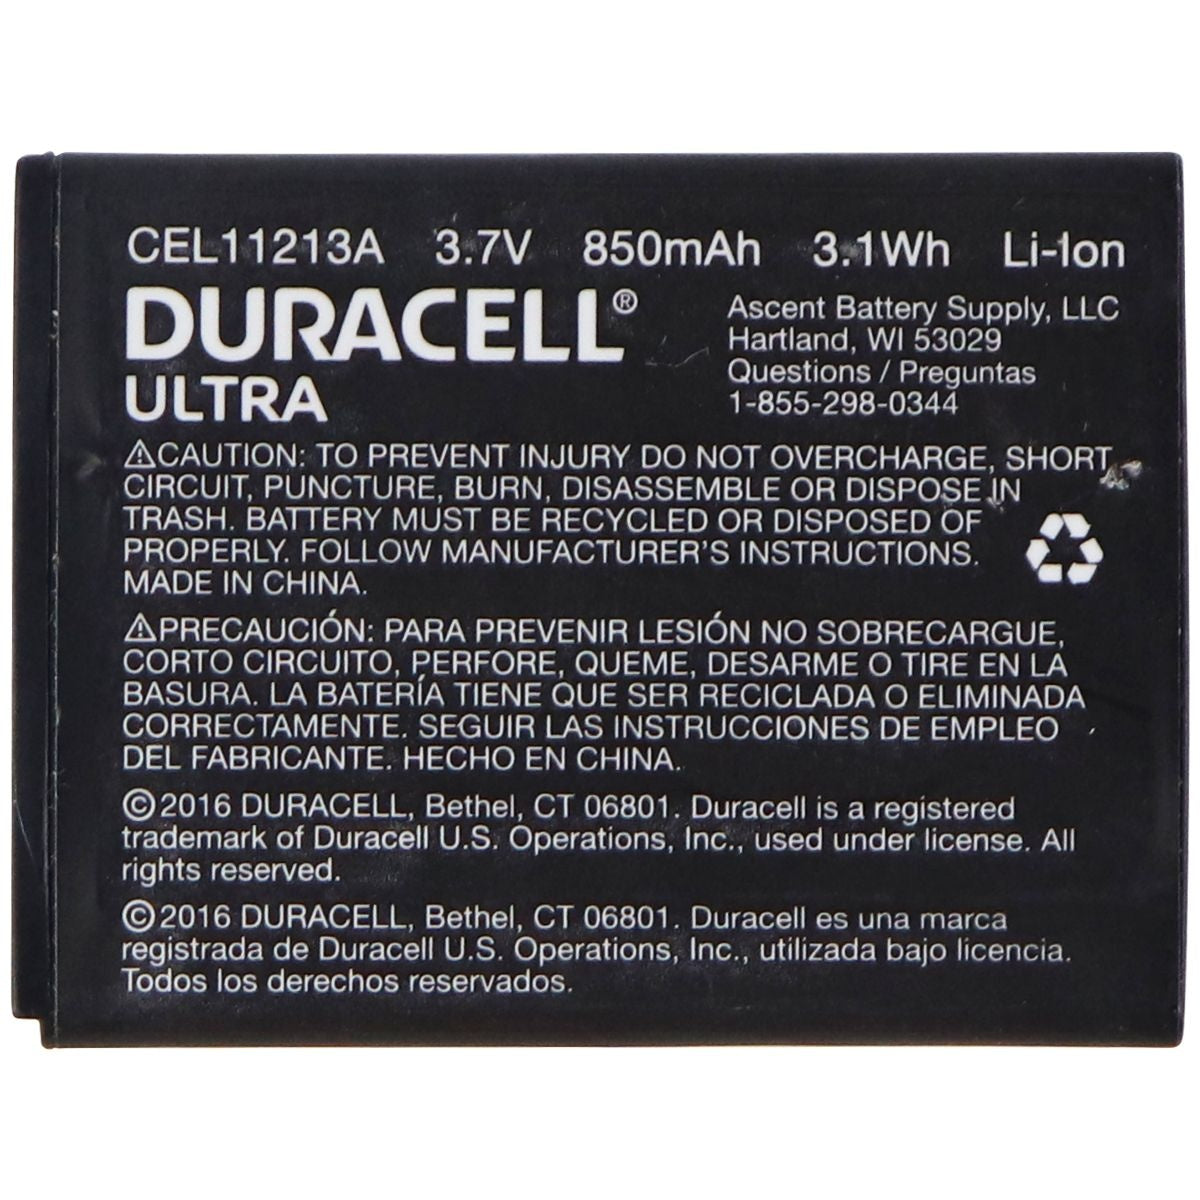 CEL11213A 3.7V 850mAh 3.1Wh Li-Ion
DURACELL®
ULTRA
Ascent Battery Supply, LLC
Hartland, WI 53029
Questions / Preguntas
1-855-298-0344
⚠CAUTION: TO PREVENT INJURY DO NOT OVERCHARGE, SHORT
CIRCUIT, PUNCTURE, BURN, DISASSEMBLE OR DISPOSE IN
TRASH. BATTERY MUST BE RECYCLED OR DISPOSED OF
PROPERLY. FOLLOW MANUFACTURER'S INSTRUCTIONS.
MADE IN CHINA.
⚠PRECAUCIÓN: PARA PREVENIR LESIÓN NO SOBRECARGUE,
CORTO CIRCUITO, PERFORE, QUEME, DESARME O TIRE EN LA
BASURA. LA BATERÍA TIENE QUE SER RECICLADA O ELIMINADA
CORRECTAMENTE. SEGUIR LAS INSTRUCCIONES DE EMPLEO
DEL FABRICANTE. HECHO EN CHINA.
©2016 DURACELL, Bethel, CT 06801. Duracell is a registered
trademark of Duracell U.S. Operations, Inc., used under license. All
rights reserved.
©2016 DURACELL, Bethel, CT 06801. Duracell es una marca
registrada de Duracell U.S. Operations, Inc., utilizada bajo licencia.
Todos los derechos reservados.